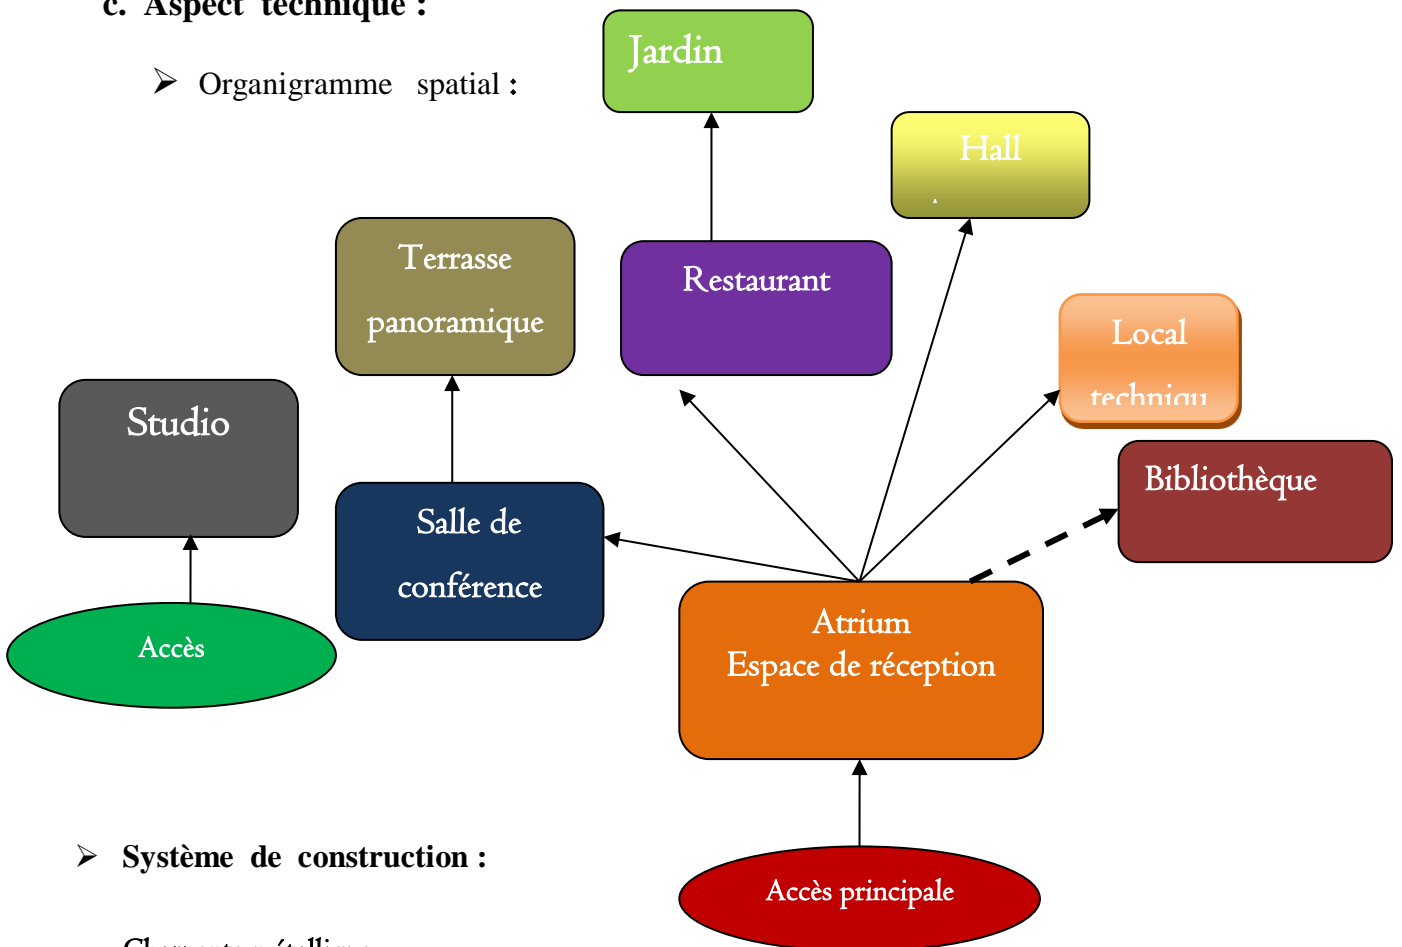 c. Aspect technique :
Jardin
➢ Organigramme spatial :
Hall
Terrasse
panoramique
Restaurant
Local
techniqu
Studio
Bibliothèque
Salle de
conférence
Accès
Atrium
Espace de réception
➢ Système de construction :
Accès principale